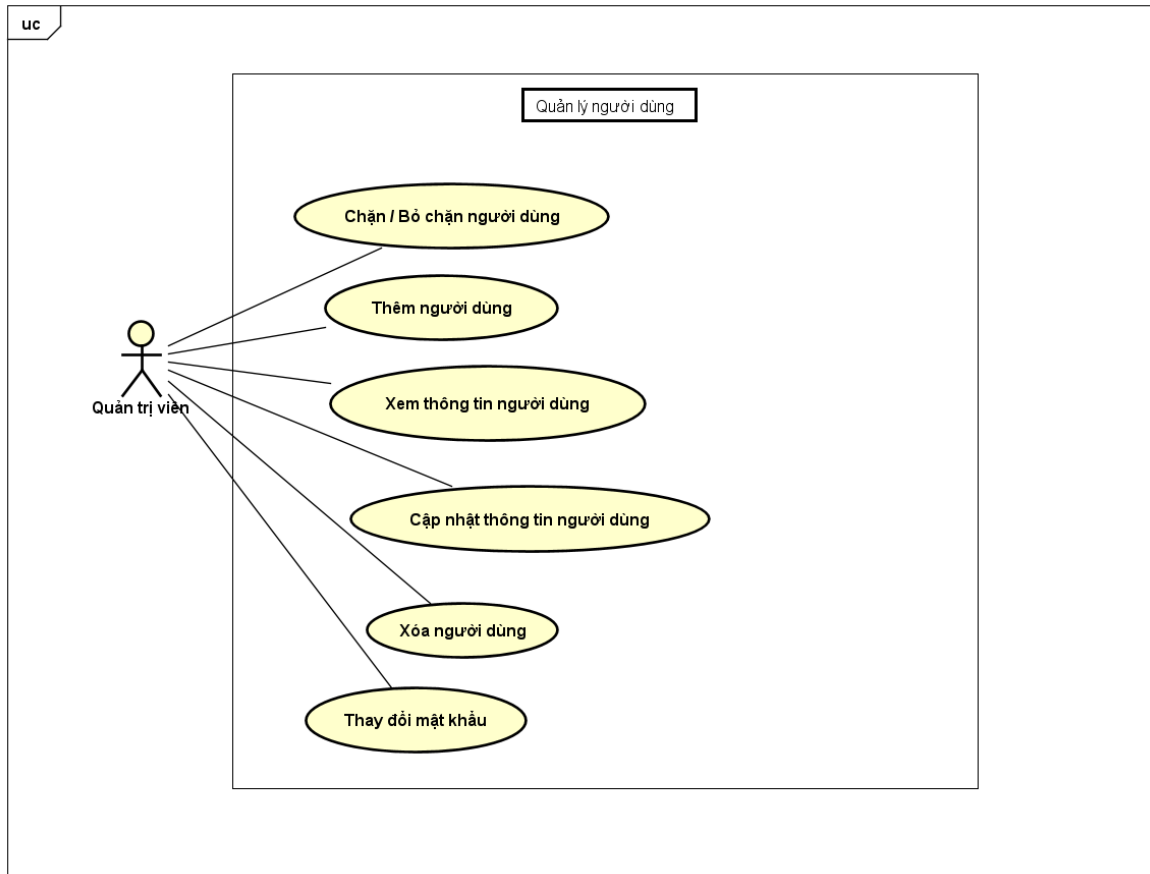 uc
Quản lý người dùng
Chặn / Bỏ chặn người dùng
Thêm người dùng
Xem thông tin người dùng
Quản trị viên
Cập nhật thông tin người dùng
Xóa người dùng
Thay đổi mật khẩu